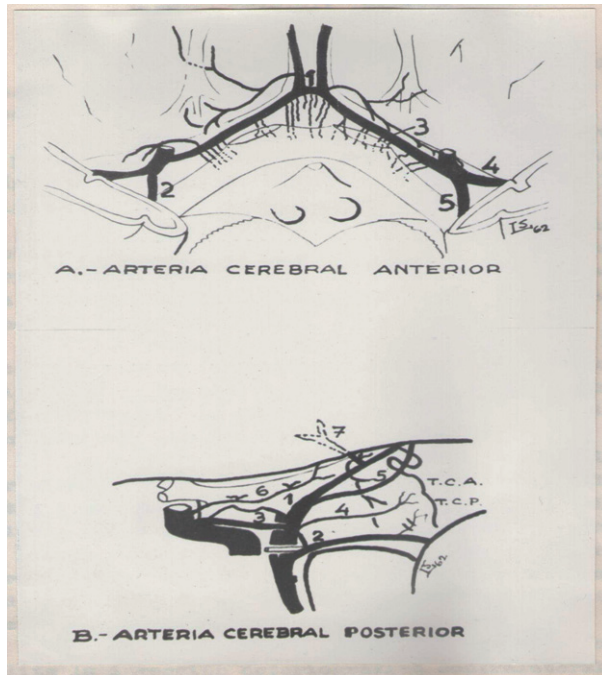 1
3
4
2
5
I.S.62
A.- ARTERIA CEREBRAL ANTERIOR
7
6
5
1
T.C.A.
3
4
T.C.P.
2
I.S.62
B.- ARTERIA CEREBRAL POSTERIOR